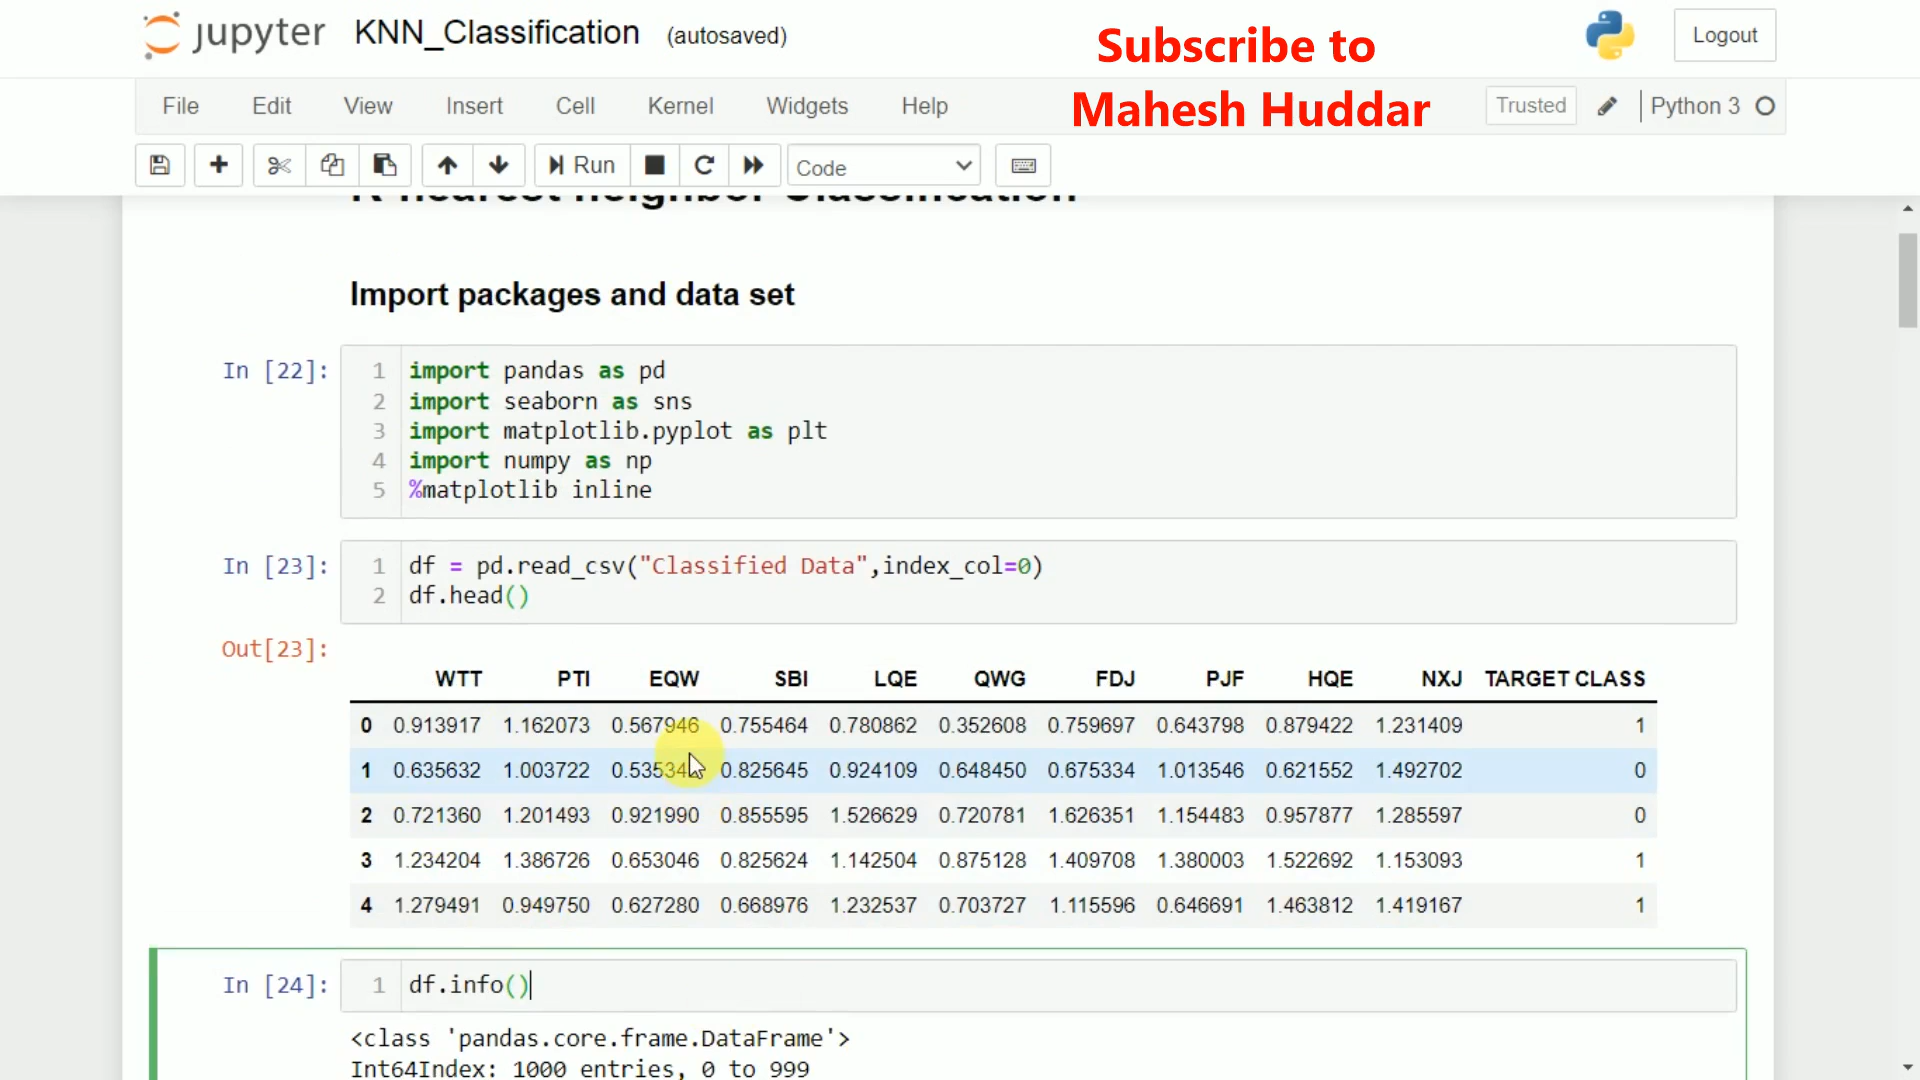 jupyter KNN_Classification (autosaved)
Subscribe to
Mahesh Huddar
Logout
File Edit View Insert Cell Kernel Widgets Help
Trusted Python 3
Run Code
K-nearest neighbor Classification
Import packages and data set
In [22]:
1 import pandas as pd
2 import seaborn as sns
3 import matplotlib.pyplot as plt
4 import numpy as np
5 %matplotlib inline
In [23]:
1 df = pd.read_csv("Classified Data",index_col=0)
2 df.head()
Out[23]:
WTT PTI EQW SBI LQE QWG FDJ PJF HQE NXJ TARGET CLASS
0 0.913917 1.162073 0.567946 0.755464 0.780862 0.352608 0.759697 0.643798 0.879422 1.231409 1
1 0.635632 1.003722 0.825645 0.924109 0.648450 0.675334 1.013546 0.621552 1.492702 0
2 0.721360 1.201493 0.921990 0.855595 1.526629 0.720781 1.626351 1.154483 0.957877 1.285597 0
3 1.234204 1.386726 0.653046 0.825624 1.142504 0.875128 1.409708 1.380003 1.522692 1.153093 1
4 1.279491 0.949750 0.627280 0.668976 1.232537 0.703727 1.115596 0.646691 1.463812 1.419167 1
In [24]:
1 df.info()
<class 'pandas.core.frame.DataFrame'>
Int64Index: 1000 entries, 0 to 999